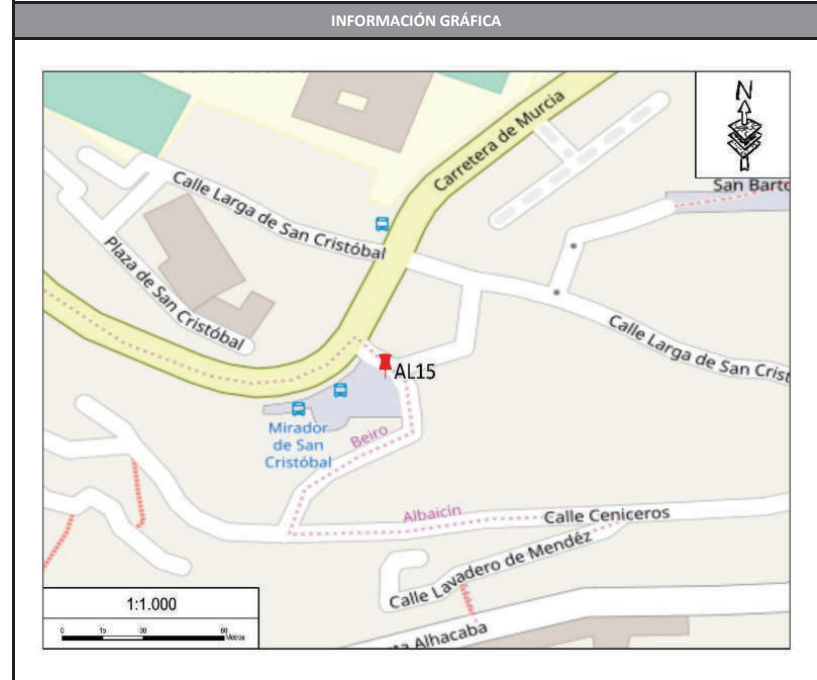 INFORMACIÓN GRÁFICA
N
Carretera de Murcia
San Barto
Calle Larga de San Cristóbal
Plaza de San Cristóbal
Calle Larga de San Crist
AL15
Mirador
de San
Cristóbal
Beiro
Albaicín
Calle Ceniceros
Calle Lavadero de Mendéz
Alhacaba
1:1.000
0 15 30 60
Metros